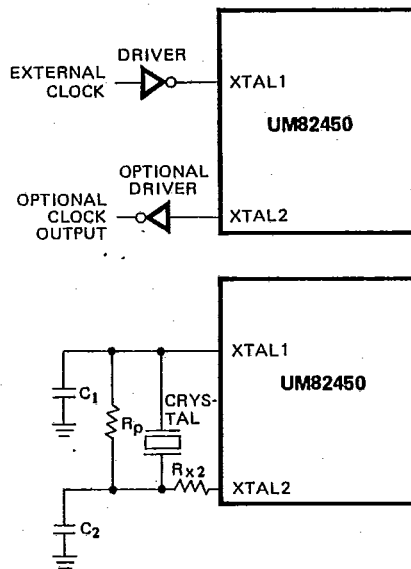 DRIVER
EXTERNAL
CLOCK
XTAL1
UM82450
OPTIONAL
DRIVER
OPTIONAL
CLOCK
OUTPUT
XTAL2
XTAL1
UM82450
C1
Rp
CRYS-
TAL
Rx2
XTAL2
C2